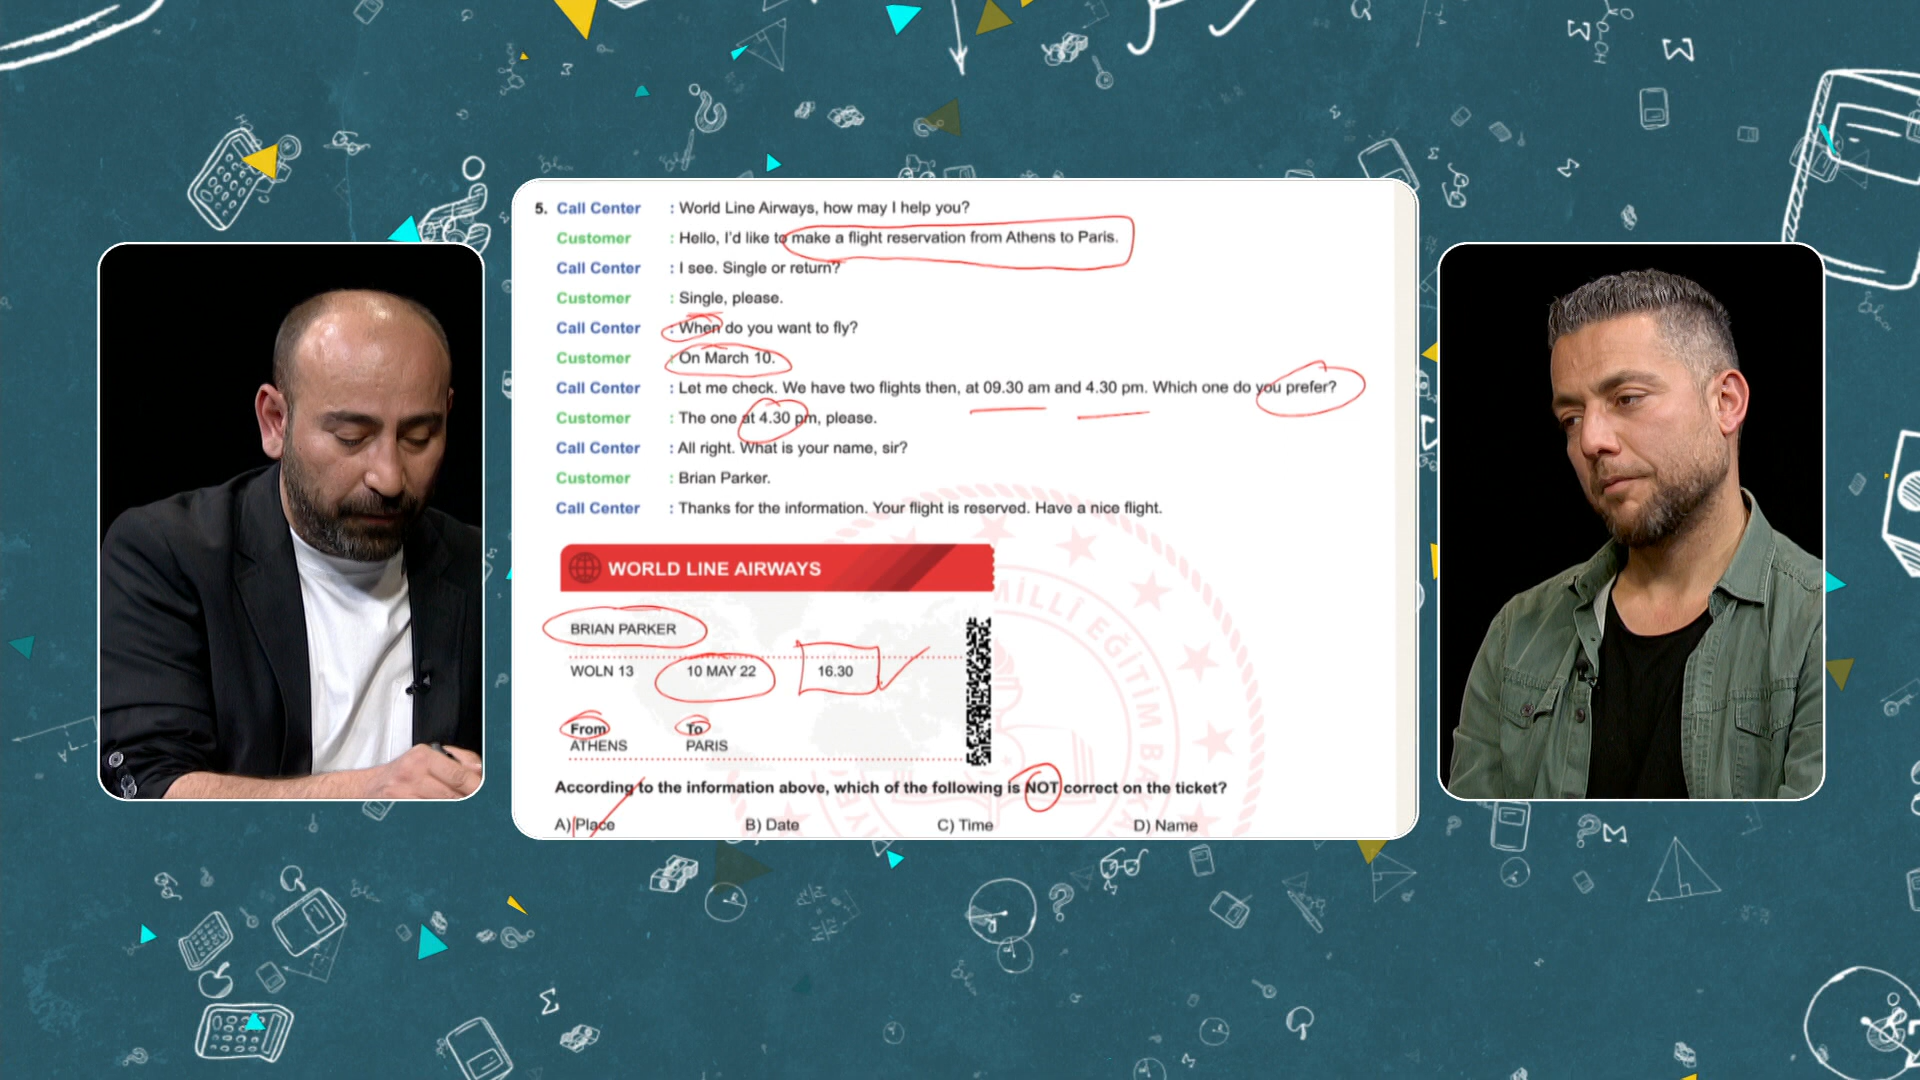 5. Call Center : World Line Airways, how may I help you?
Customer : Hello, I'd like to make a flight reservation from Athens to Paris.
Call Center : I see. Single or return?
Customer : Single, please.
Call Center : When do you want to fly?
Customer : On March 10.
Call Center : Let me check. We have two flights then, at 09.30 am and 4.30 pm. Which one do you prefer?
Customer : The one at 4.30 pm, please.
Call Center : All right. What is your name, sir?
Customer : Brian Parker.
Call Center : Thanks for the information. Your flight is reserved. Have a nice flight.
WORLD LINE AIRWAYS
BRIAN PARKER
WOLN 13 10 MAY 22 16.30
From To
ATHENS PARIS
MİLLİ EĞİTİM BAKA
According to the information above, which of the following is NOT correct on the ticket?
A) Place B) Date C) Time D) Name